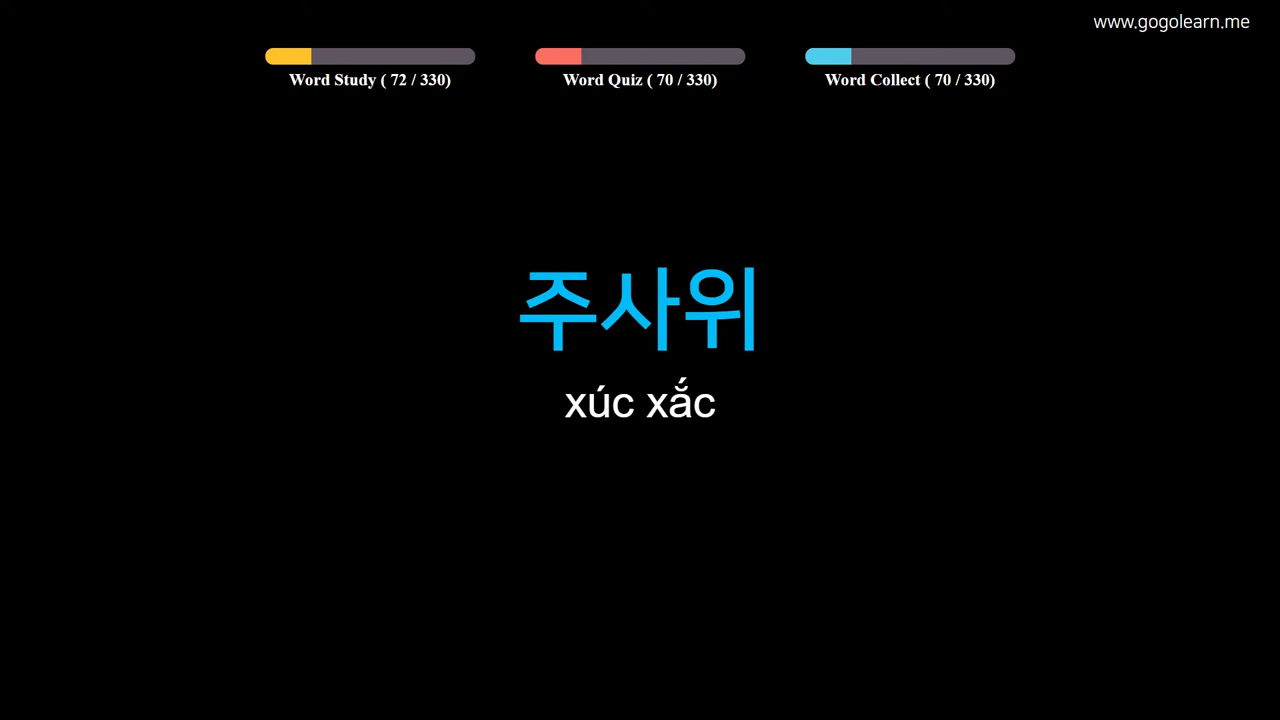 www.gogolearn.me
Word Study ( 72 / 330)
Word Quiz ( 70 / 330)
Word Collect ( 70 / 330)
주사위
xúc xắc